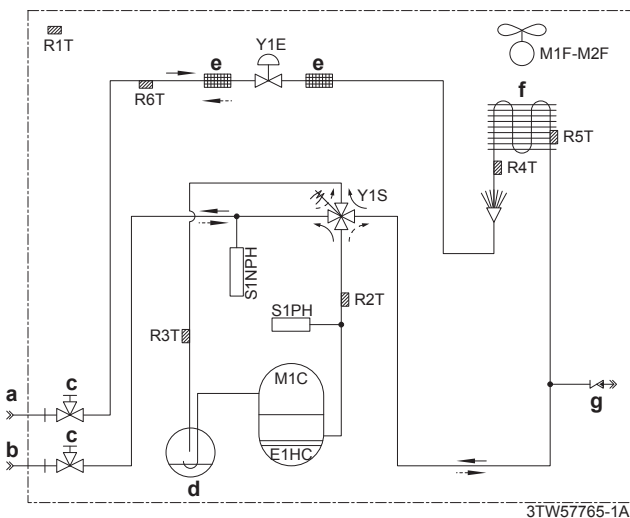 R1T
Y1E
M1F-M2F
e
e
R6T
f
R5T
R4T
Y1S
S1NPH
R2T
S1PH
R3T
M1C
a
c
g
b
c
E1HC
d
3TW57765-1A